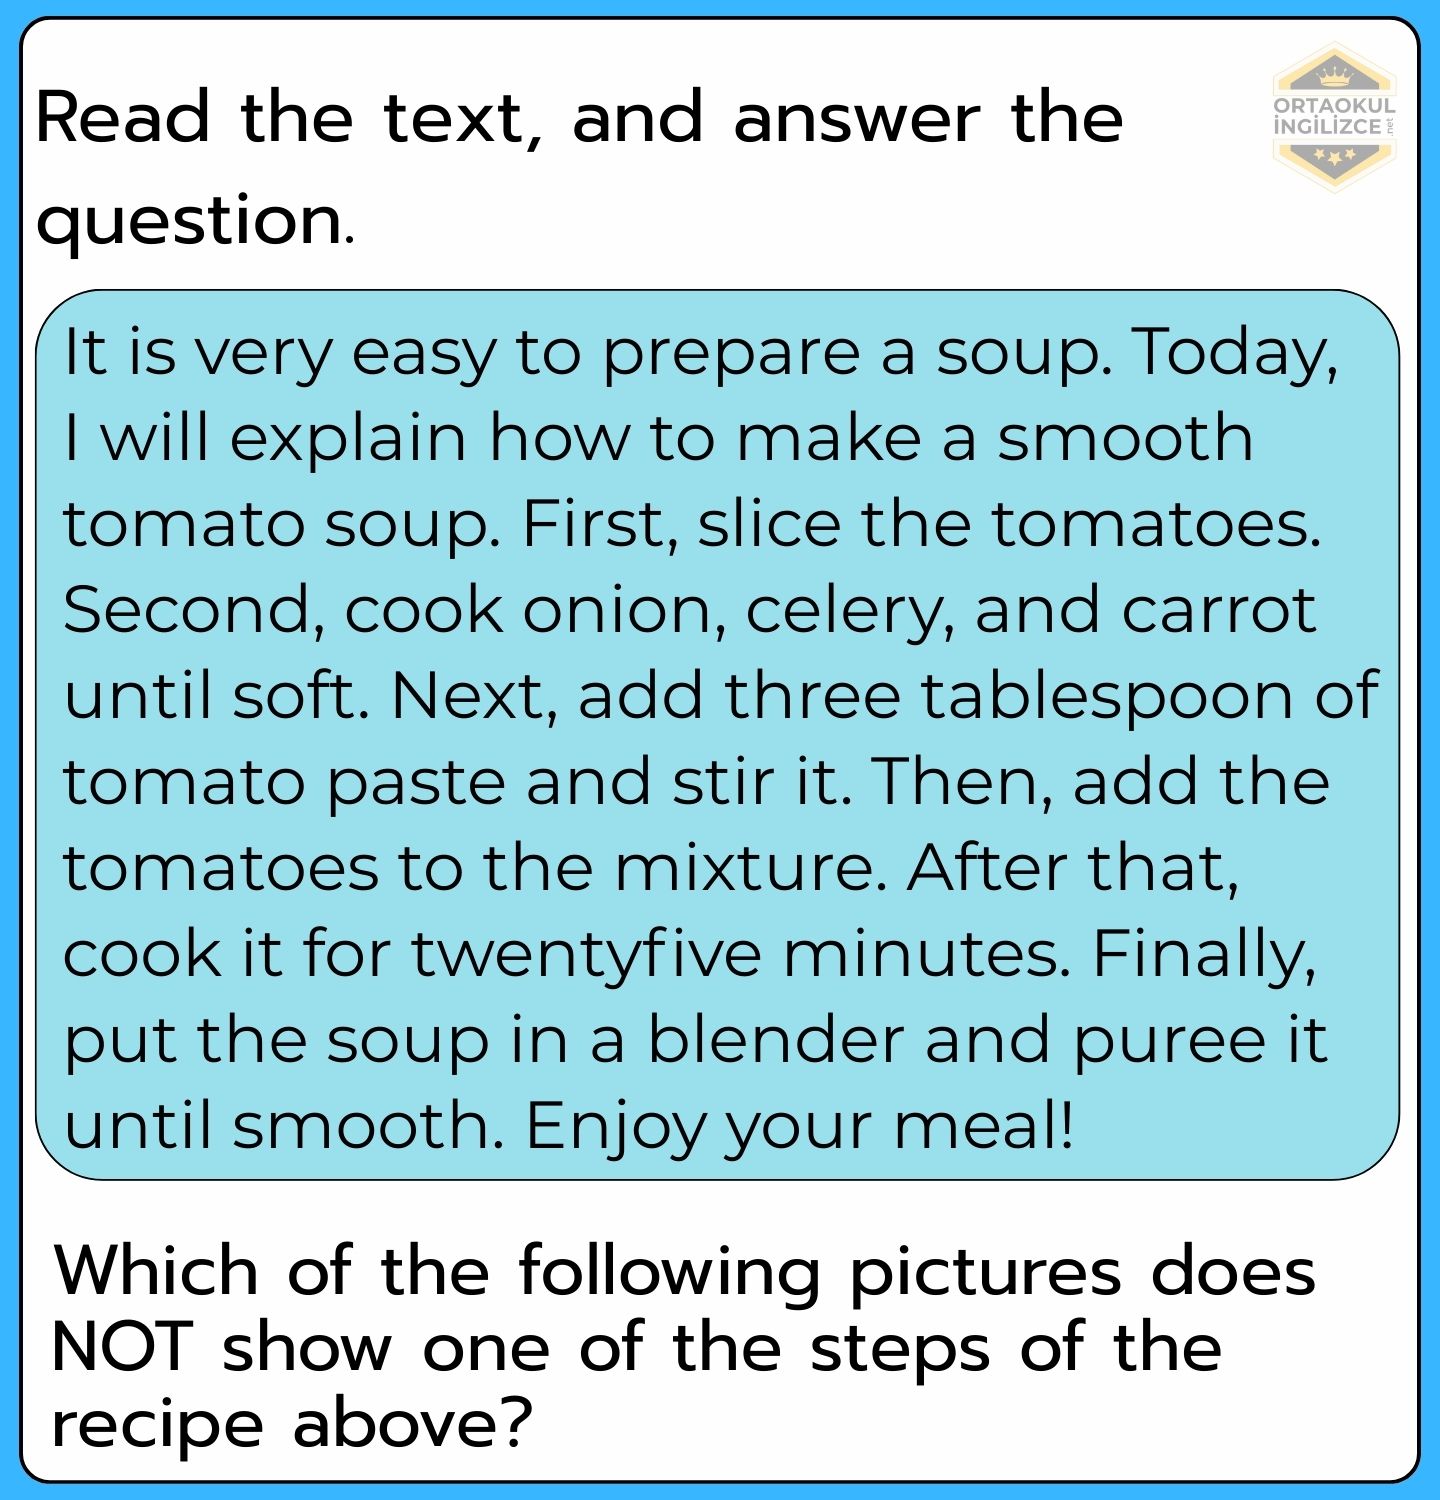 Read the text, and answer the
question.
ORTAOKUL
İNGİLİZCE
.net
It is very easy to prepare a soup. Today,
I will explain how to make a smooth
tomato soup. First, slice the tomatoes.
Second, cook onion, celery, and carrot
until soft. Next, add three tablespoon of
tomato paste and stir it. Then, add the
tomatoes to the mixture. After that,
cook it for twentyfive minutes. Finally,
put the soup in a blender and puree it
until smooth. Enjoy your meal!
Which of the following pictures does
NOT show one of the steps of the
recipe above?